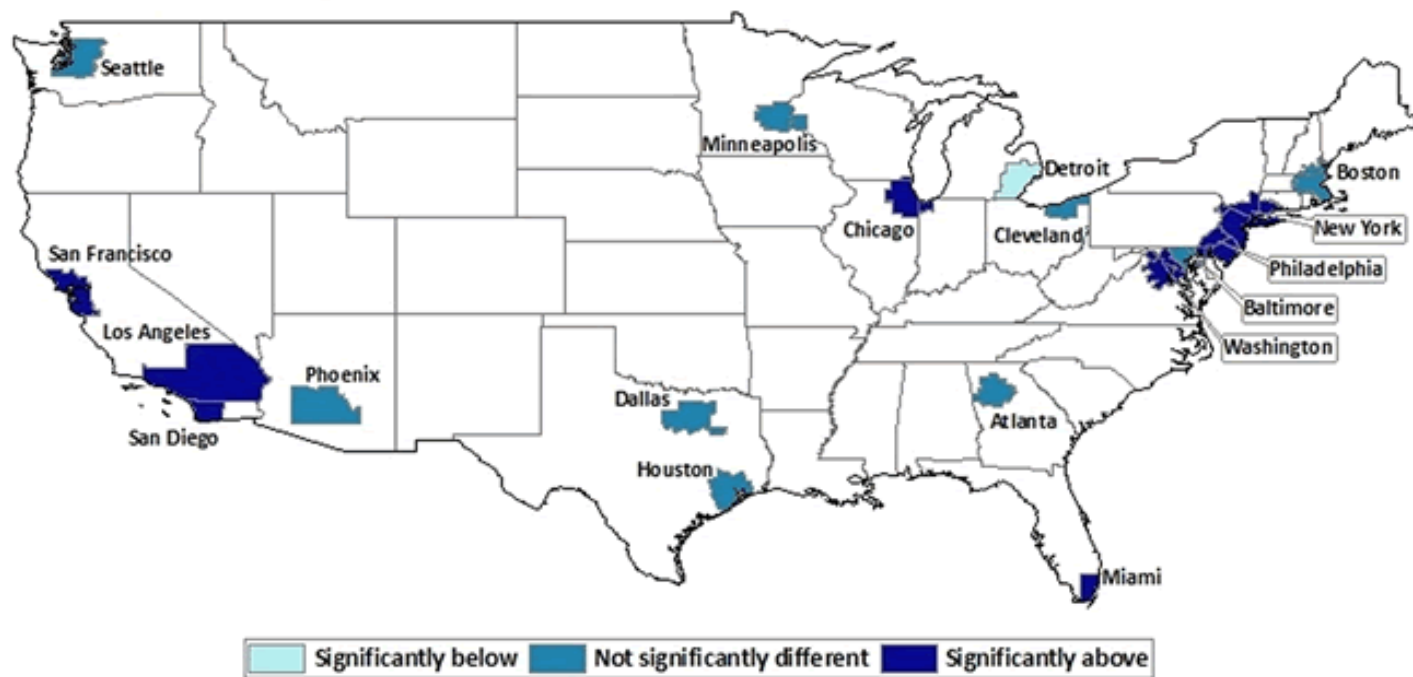 Seattle
Minneapolis
Detroit
Boston
Chicago
Cleveland
New York
San Francisco
Philadelphia
Baltimore
Los Angeles
Washington
Phoenix
Dallas
Atlanta
San Diego
Houston
Miami
Significantly below Not significantly different Significantly above